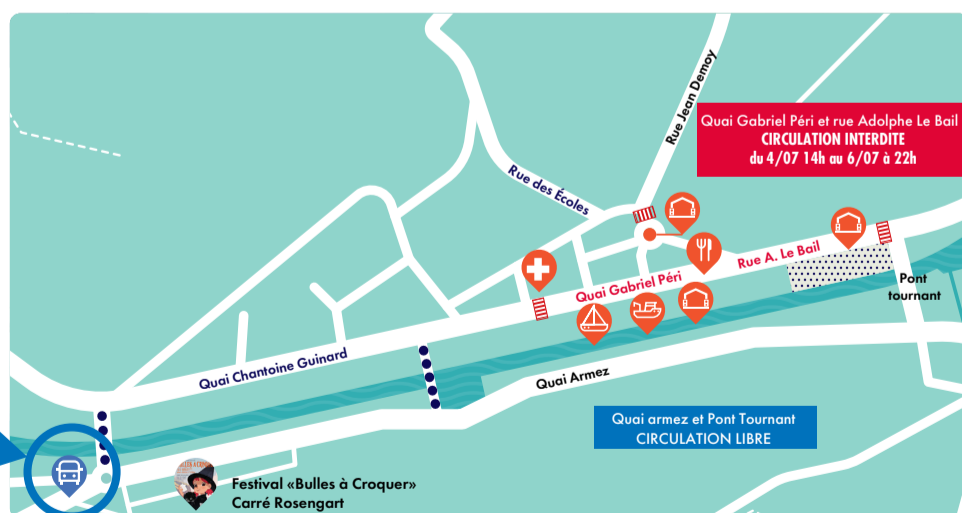 Rue Jean Demoy
Quai Gabriel Péri et rue Adolphe Le Bail
CIRCULATION INTERDITE
du 4/07 14h au 6/07 à 22h
Rue des Écoles
Rue A. Le Bail
Quai Gabriel Péri
Pont
tournant
Quai Chantoine Guinard
Quai Armez
Quai armez et Pont Tournant
CIRCULATION LIBRE
Festival «Bulles à Croquer»
Carré Rosengart